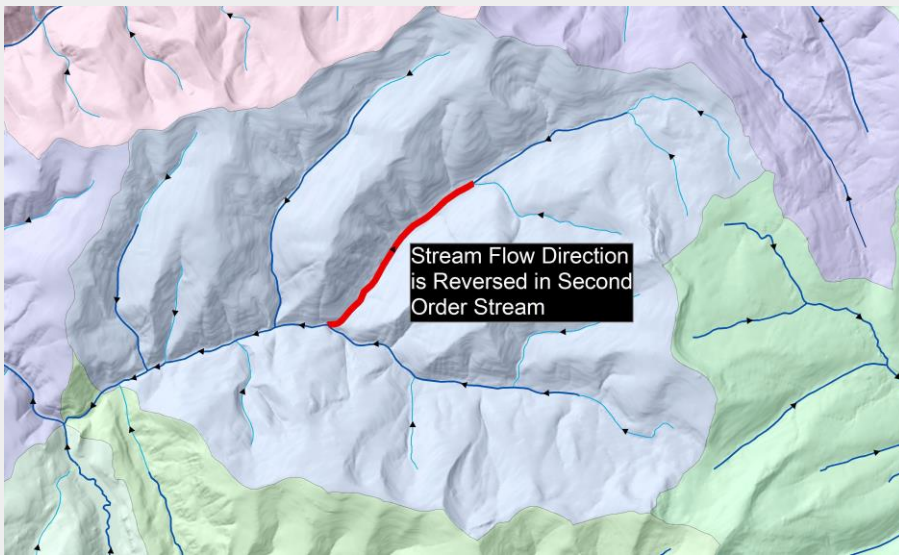 Stream Flow Direction
is Reversed in Second
Order Stream